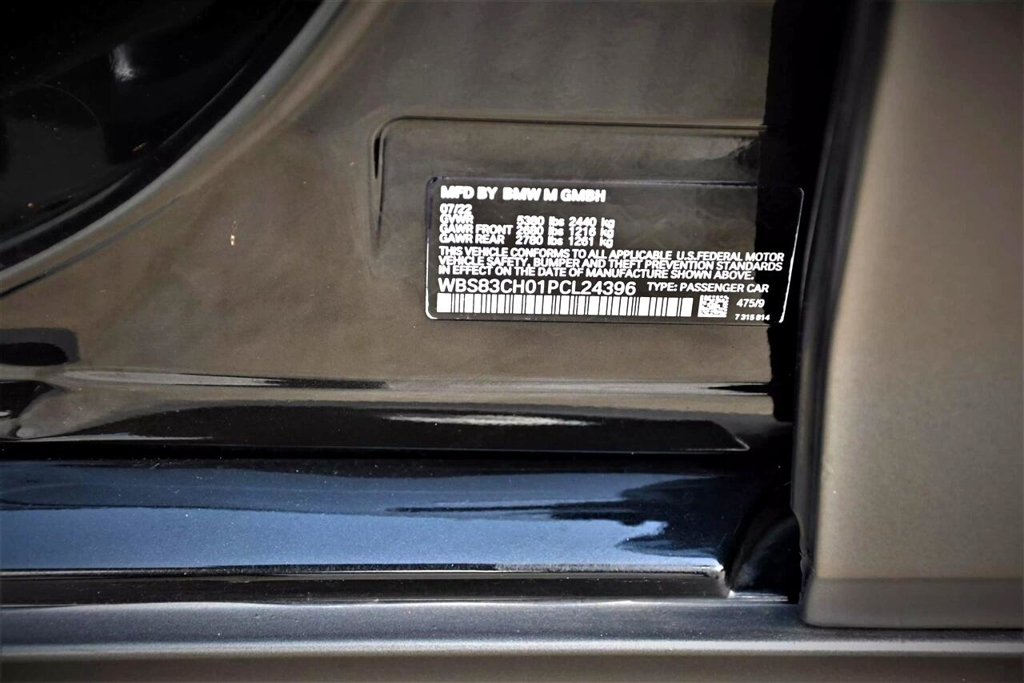 MFD BY BMW M GMBH
07/22
GVWR 5380 lbs 2440 kg
GAWR FRONT 2680 lbs 1216 kg
GAWR REAR 2780 lbs 1261 kg
THIS VEHICLE CONFORMS TO ALL APPLICABLE U.S.FEDERAL MOTOR
VEHICLE SAFETY, BUMPER AND THEFT PREVENTION STANDARDS
IN EFFECT ON THE DATE OF MANUFACTURE SHOWN ABOVE.
WBS83CH01PCL24396 TYPE: PASSENGER CAR
475/9
7 315 814